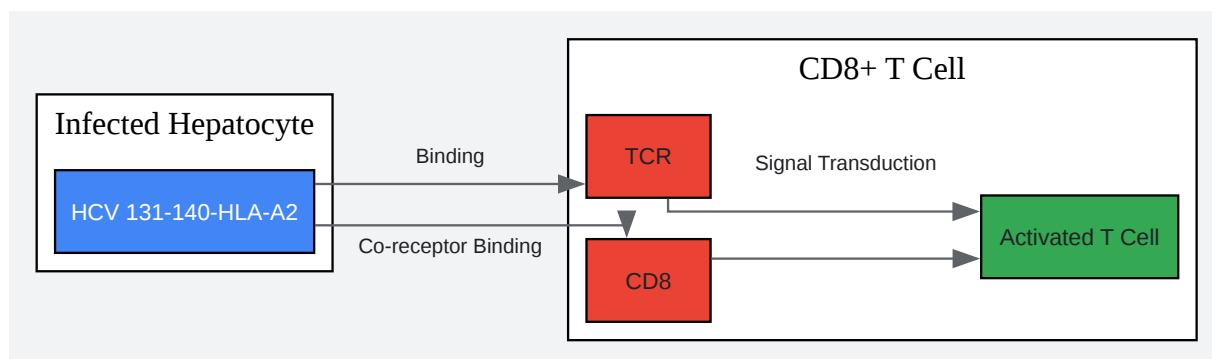 CD8+ T Cell
Infected Hepatocyte
Binding
TCR
Signal Transduction
HCV 131-140-HLA-A2
Co-receptor Binding
CD8
Activated T Cell